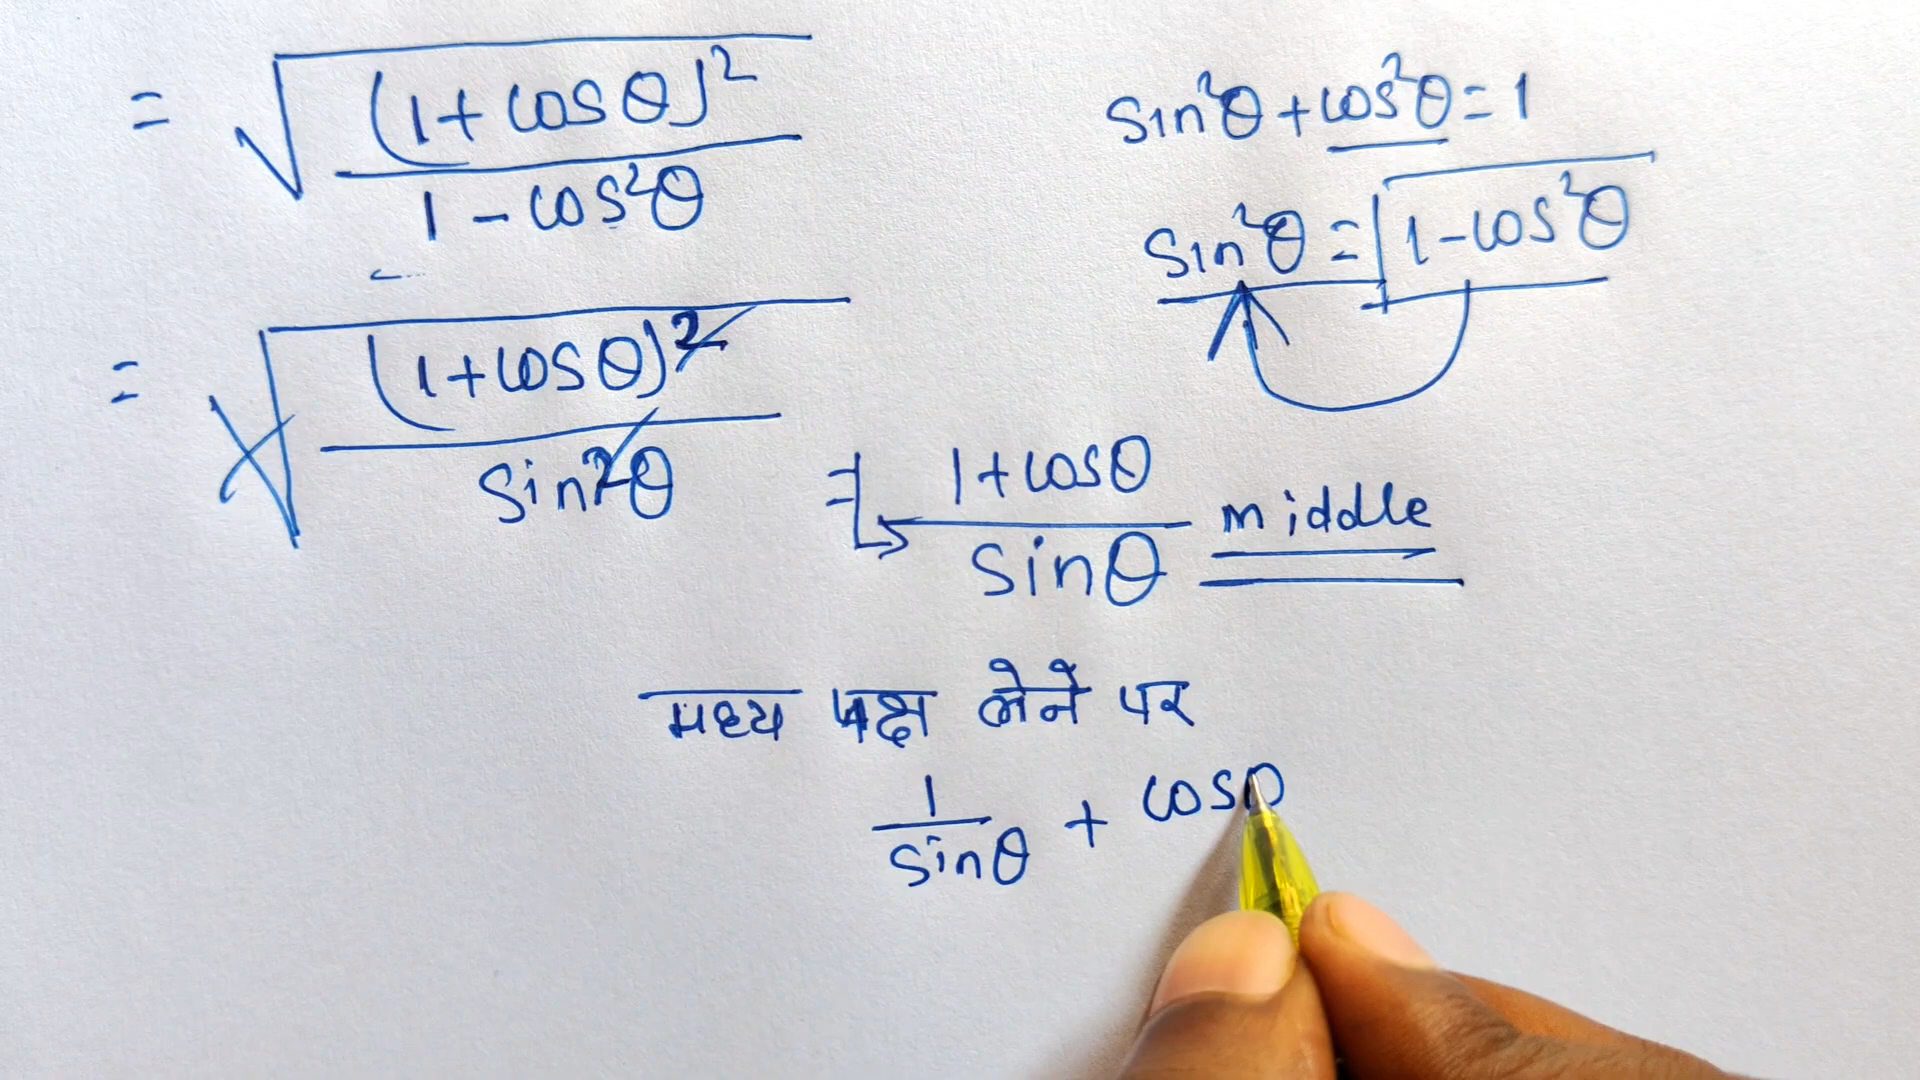 = √((1+cosθ)²/(1-cos²θ))
sin²θ+cos²θ=1
sin²θ=|1-cos²θ
= √((1+cosθ)²/sin²θ)
= (1+cosθ)/sinθ middle
मध्य पक्ष लेने पर
1/sinθ + cosθ